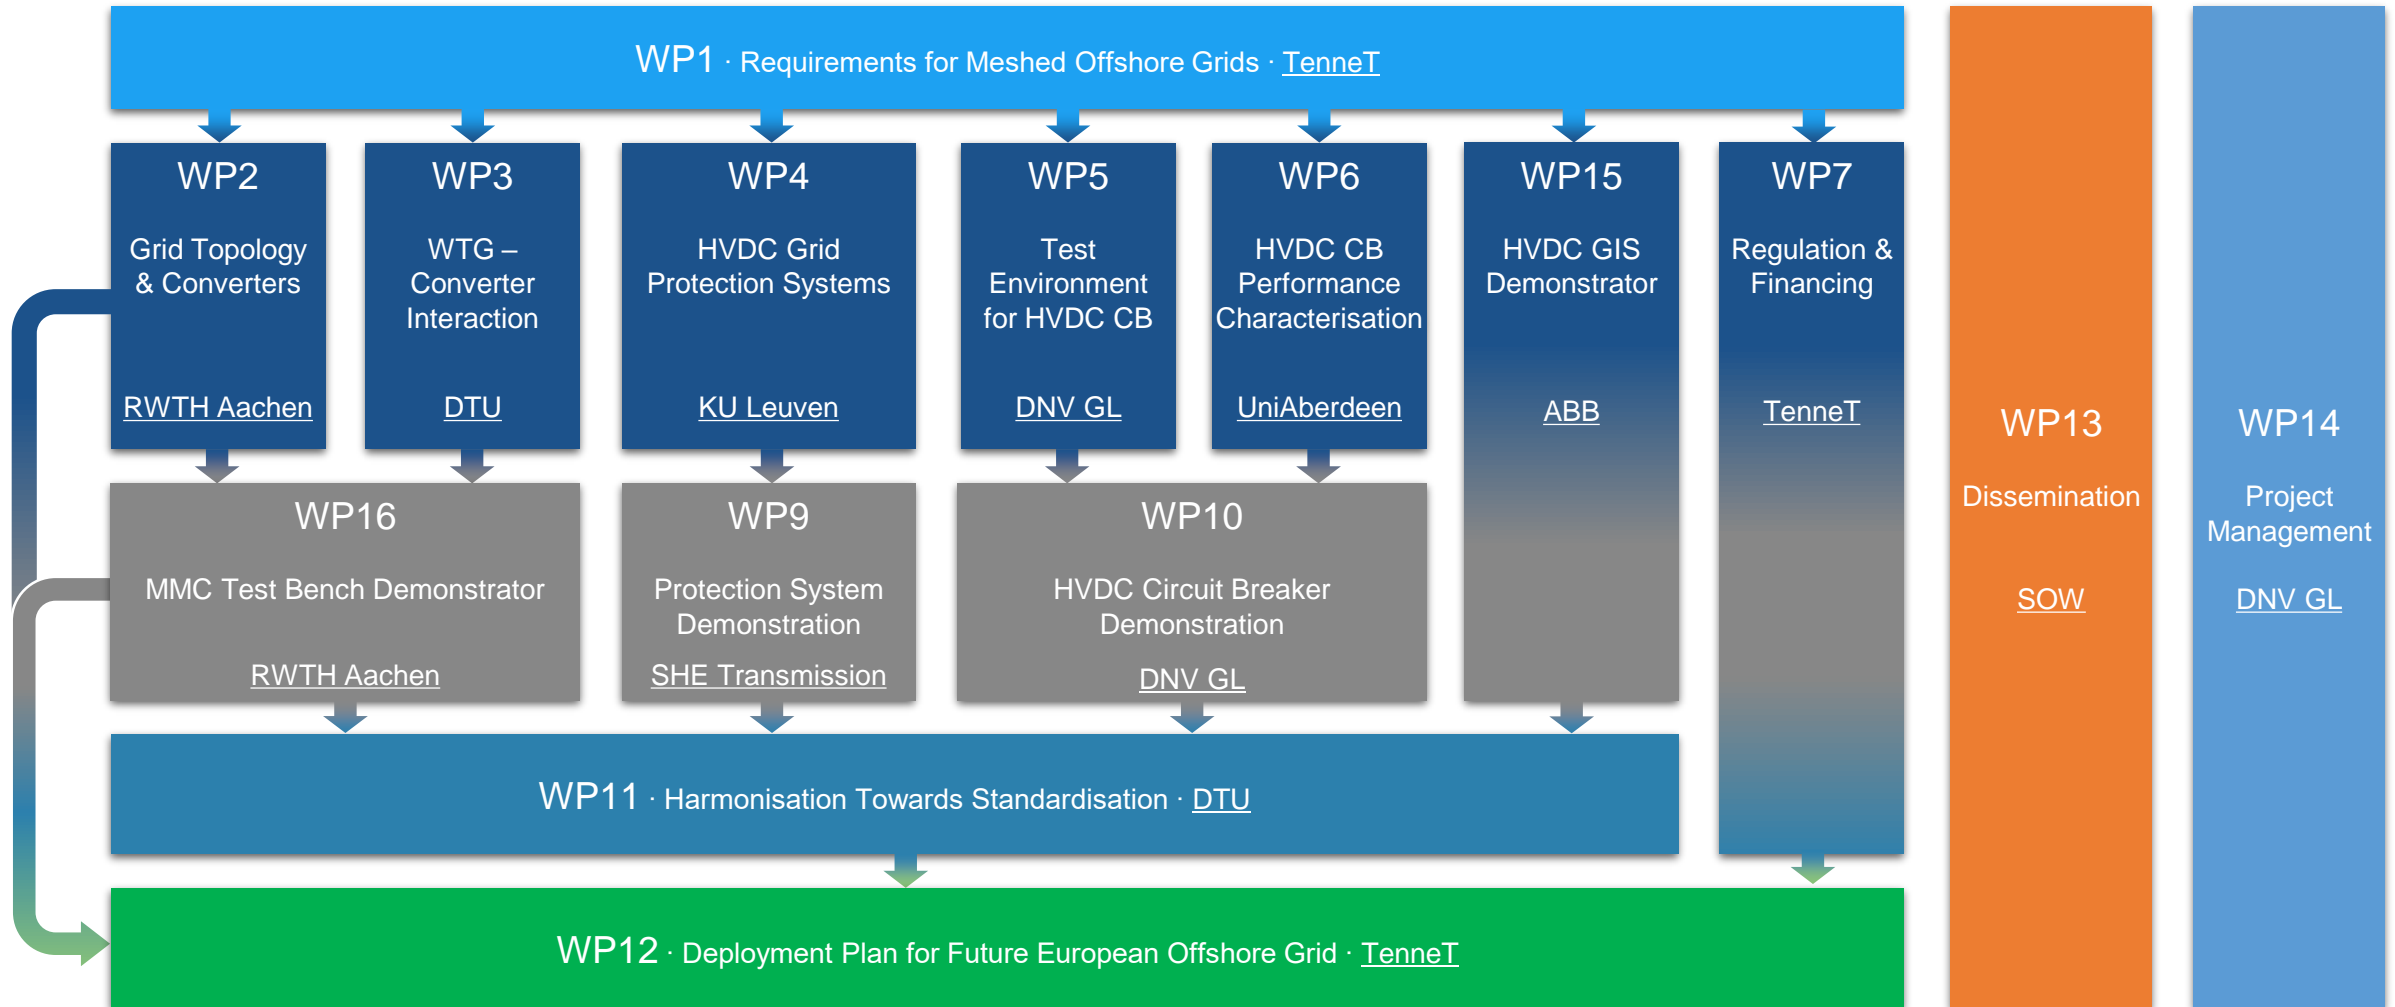 WP1 · Requirements for Meshed Offshore Grids · TenneT
WP2
Grid Topology
& Converters
RWTH Aachen
WP3
WTG –
Converter
Interaction
DTU
WP4
HVDC Grid
Protection Systems
KU Leuven
WP5
Test
Environment
for HVDC CB
DNV GL
WP6
HVDC CB
Performance
Characterisation
UniAberdeen
WP15
HVDC GIS
Demonstrator
ABB
WP7
Regulation &
Financing
TenneT
WP16
MMC Test Bench Demonstrator
RWTH Aachen
WP9
Protection System
Demonstration
SHE Transmission
WP10
HVDC Circuit Breaker
Demonstration
DNV GL
WP11 · Harmonisation Towards Standardisation · DTU
WP12 · Deployment Plan for Future European Offshore Grid · TenneT
WP13
Dissemination
SOW
WP14
Project
Management
DNV GL